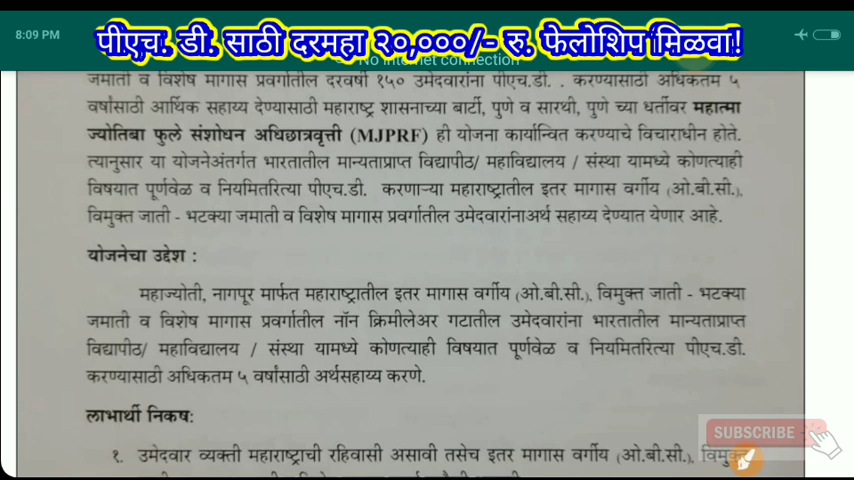 पीएच. डी. साठी दरमहा २०,०००/- रु. फेलोशिप मिळवा!
8:09 PM
No internet connection
जमाती व विशेष मागास प्रवर्गातील दरवर्षी १५० उमेदवारांना पीएच.डी. . करण्यासाठी अधिकतम ५
वर्षांसाठी आर्थिक सहाय्य देण्यासाठी महाराष्ट्र शासनाच्या बार्टी, पुणे व सारथी, पुणे च्या धर्तीवर महात्मा
ज्योतिबा फुले संशोधन अधिछात्रवृत्ती (MJPRF) ही योजना कार्यान्वित करण्याचे विचाराधीन होते.
त्यानुसार या योजनेअंतर्गत भारतातील मान्यताप्राप्त विद्यापीठ/ महाविद्यालय / संस्था यामध्ये कोणत्याही
विषयात पूर्णवेळ व नियमितरित्या पीएच.डी. करणाऱ्या महाराष्ट्रातील इतर मागास वर्गीय (ओ.बी.सी.),
विमुक्त जाती - भटक्या जमाती व विशेष मागास प्रवर्गातील उमेदवारांनाअर्थ सहाय्य देण्यात येणार आहे.
योजनेचा उद्देश :
महाज्योती, नागपूर मार्फत महाराष्ट्रातील इतर मागास वर्गीय (ओ.बी.सी.), विमुक्त जाती - भटक्या
जमाती व विशेष मागास प्रवर्गातील नॉन क्रिमीलेअर गटातील उमेदवारांना भारतातील मान्यताप्राप्त
विद्यापीठ/ महाविद्यालय / संस्था यामध्ये कोणत्याही विषयात पूर्णवेळ व नियमितरित्या पीएच.डी.
करण्यासाठी अधिकतम ५ वर्षांसाठी अर्थसहाय्य करणे.
लाभार्थी निकष:
१. उमेदवार व्यक्ती महाराष्ट्राची रहिवासी असावी तसेच इतर मागास वर्गीय (ओ.बी.सी.), विमुक्त
SUBSCRIBE